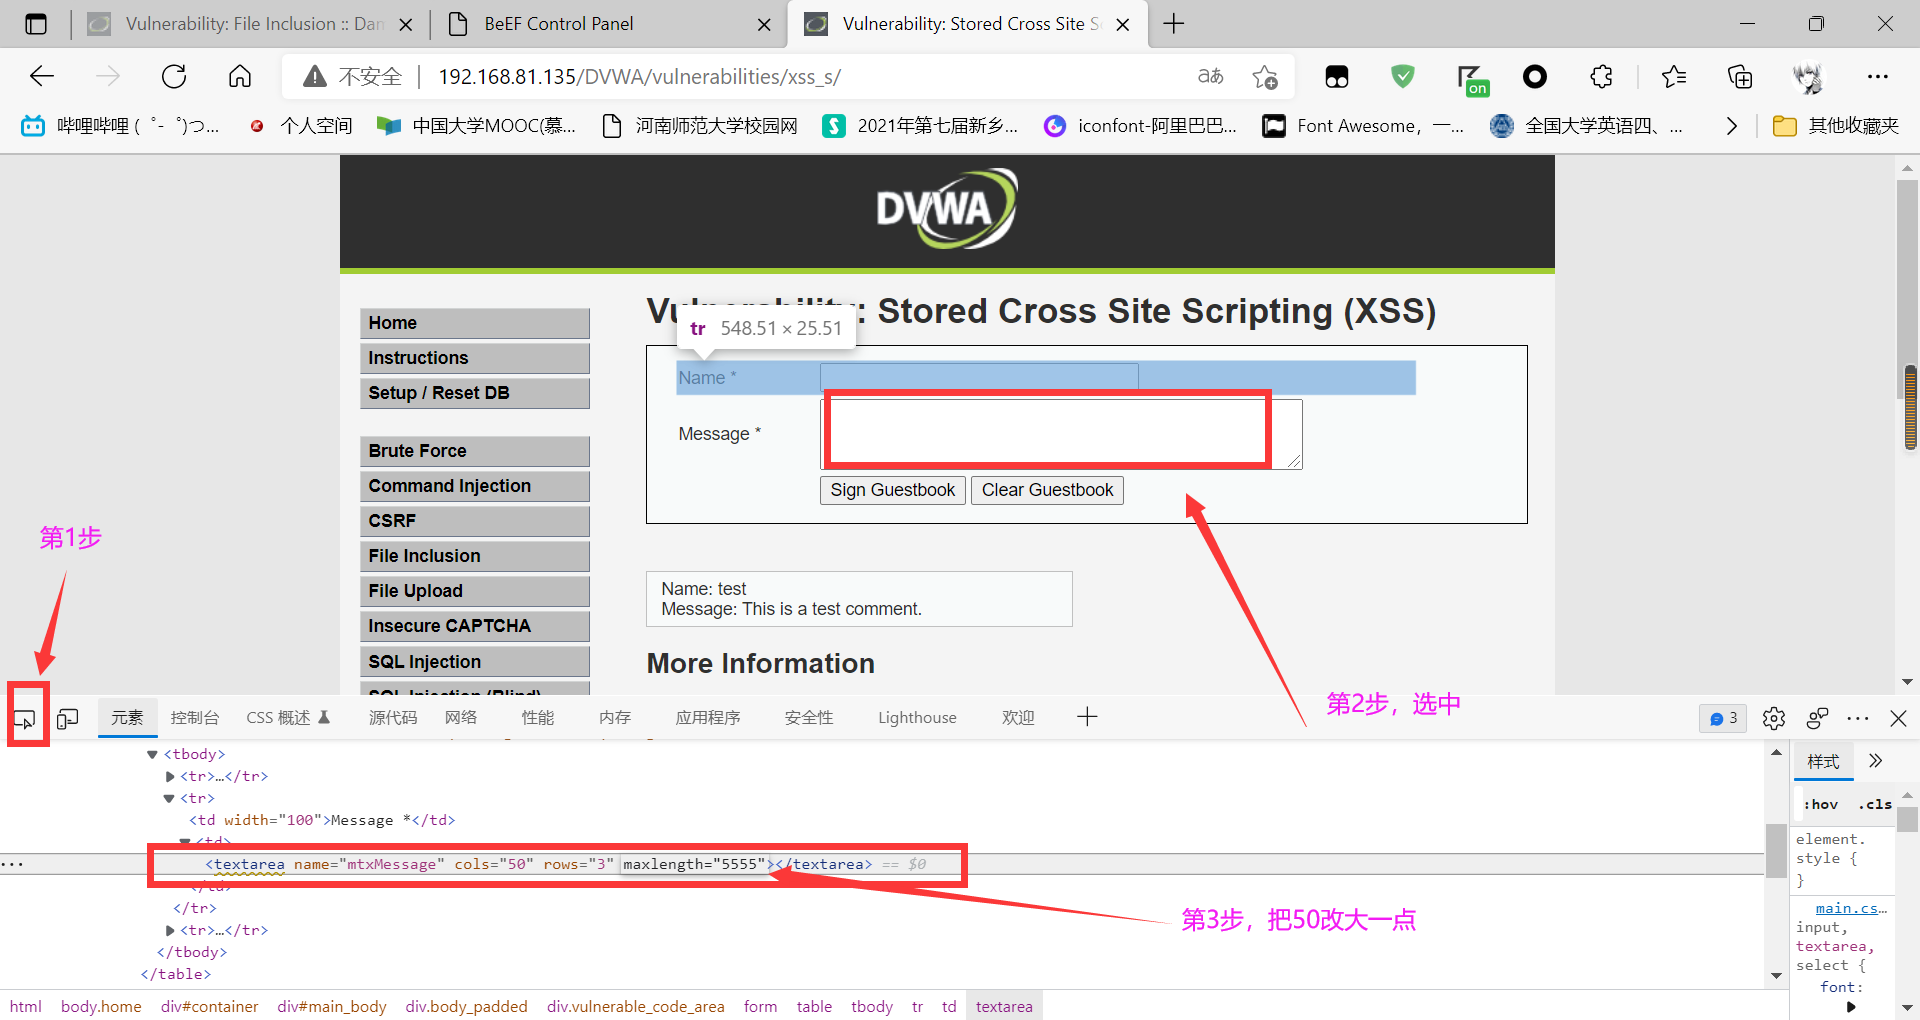 Vulnerability: File Inclusion :: Dam
BeEF Control Panel
Vulnerability: Stored Cross Site S
不安全
192.168.81.135/DVWA/vulnerabilities/xss_s/
on
哔哩哔哩 (゜-゜)つ...
个人空间
中国大学MOOC(慕...
河南师范大学校园网
2021年第七届新乡...
iconfont-阿里巴巴...
Font Awesome，一...
全国大学英语四、...
其他收藏夹
DVWA
Vulnerability: Stored Cross Site Scripting (XSS)
tr 548.51 × 25.51
Home
Instructions
Setup / Reset DB
Brute Force
Command Injection
CSRF
File Inclusion
File Upload
Insecure CAPTCHA
SQL Injection
SQL Injection (Blind)
Name *
Message *
Sign Guestbook
Clear Guestbook
Name: test
Message: This is a test comment.
More Information
第1步
第2步，选中
元素
控制台
CSS 概述
源代码
网络
性能
内存
应用程序
安全性
Lighthouse
欢迎
3
<tbody>
<tr>…</tr>
<tr>
<td width="100">Message *</td>
<td>
<textarea name="mtxMessage" cols="50" rows="3" maxlength="5555"></textarea> == $0
</td>
</tr>
<tr>…</tr>
</tbody>
</table>
第3步，把50改大一点
样式
:hov .cls
element.
style {
}
main.cs…
input,
textarea,
select {
font:
html body.home div#container div#main_body div.body_padded div.vulnerable_code_area form table tbody tr td textarea